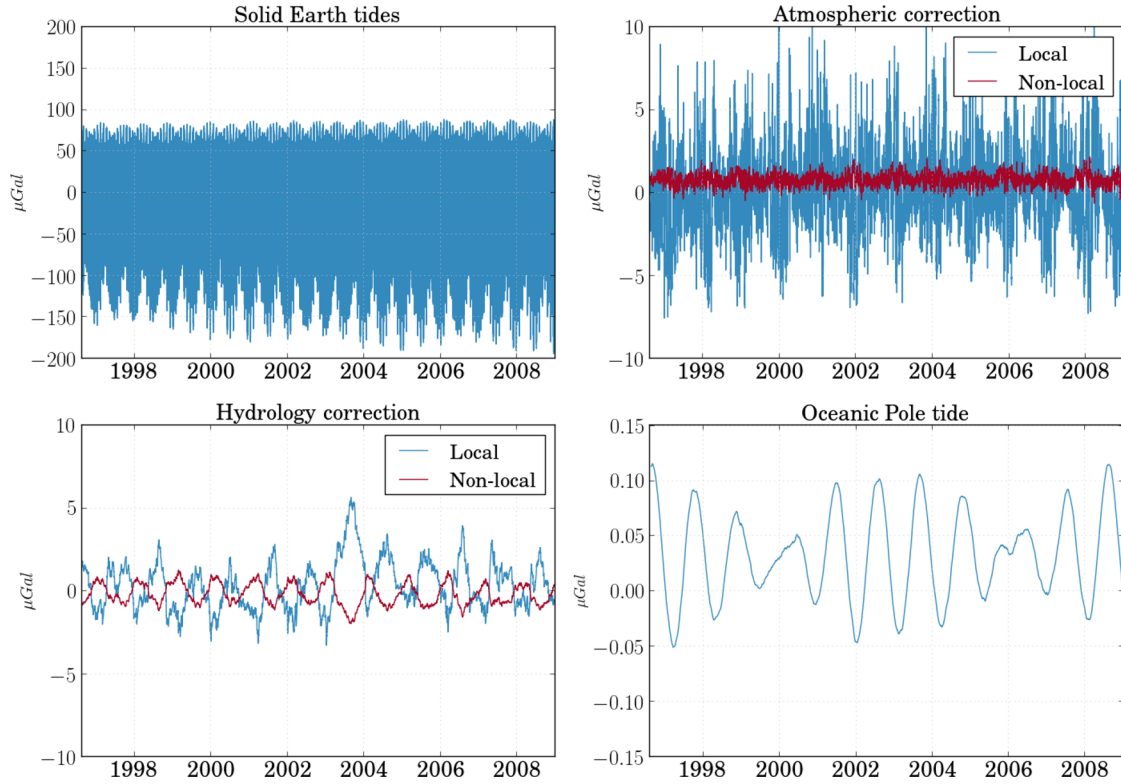 Solid Earth tides
200
150
100
50
0
−50
−100
−150
−200
μGal
1998 2000 2002 2004 2006 2008
Atmospheric correction
10
5
0
−5
−10
μGal
Local
Non-local
1998 2000 2002 2004 2006 2008
Hydrology correction
10
5
0
−5
−10
μGal
Local
Non-local
1998 2000 2002 2004 2006 2008
Oceanic Pole tide
0.15
0.10
0.05
0.00
−0.05
−0.10
−0.15
μGal
1998 2000 2002 2004 2006 2008